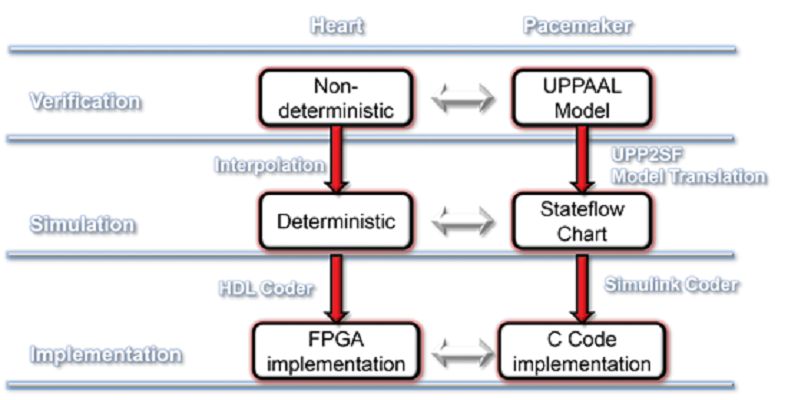 Heart
Pacemaker
Verification
Non-
deterministic
UPPAAL
Model
Interpolation
UPP2SF
Model Translation
Simulation
Deterministic
Stateflow
Chart
HDL Coder
Simulink Coder
Implementation
FPGA
implementation
C Code
implementation